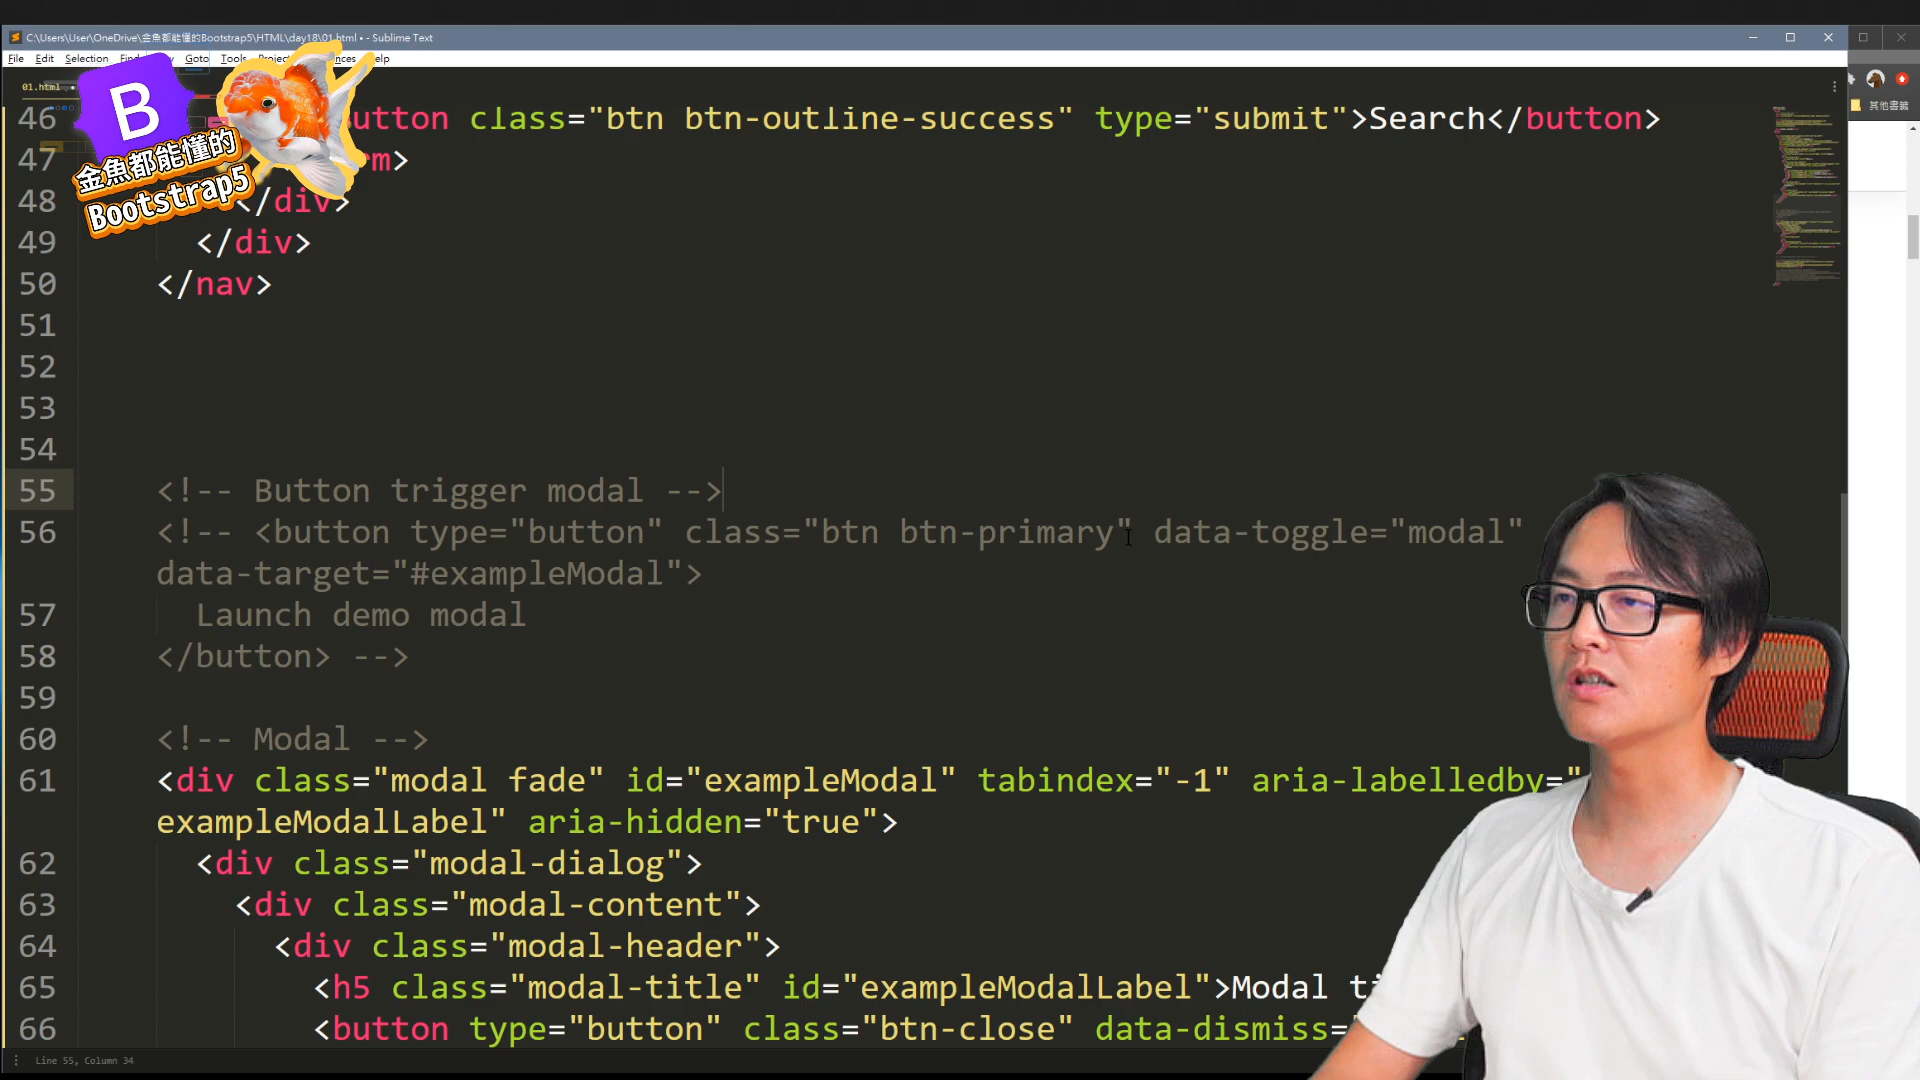 C:\Users\User\OneDrive\金魚都能懂的Bootstrap5\HTML\day18\01.html • - Sublime Text
File Edit Selection Goto Tools
01.html
其他書籤
B
金魚都能懂的
Bootstrap5
46 utton class="btn btn-outline-success" type="submit">Search</button>
47 m>
48 </div>
49 </div>
50 </nav>
51
52
53
54
55 <!-- Button trigger modal -->
56 <!-- <button type="button" class="btn btn-primary" data-toggle="modal"
data-target="#exampleModal">
57 Launch demo modal
58 </button> -->
59
60 <!-- Modal -->
61 <div class="modal fade" id="exampleModal" tabindex="-1" aria-labelledby="
exampleModalLabel" aria-hidden="true">
62 <div class="modal-dialog">
63 <div class="modal-content">
64 <div class="modal-header">
65 <h5 class="modal-title" id="exampleModalLabel">Modal ti
66 <button type="button" class="btn-close" data-dismiss=
Line 55, Column 34